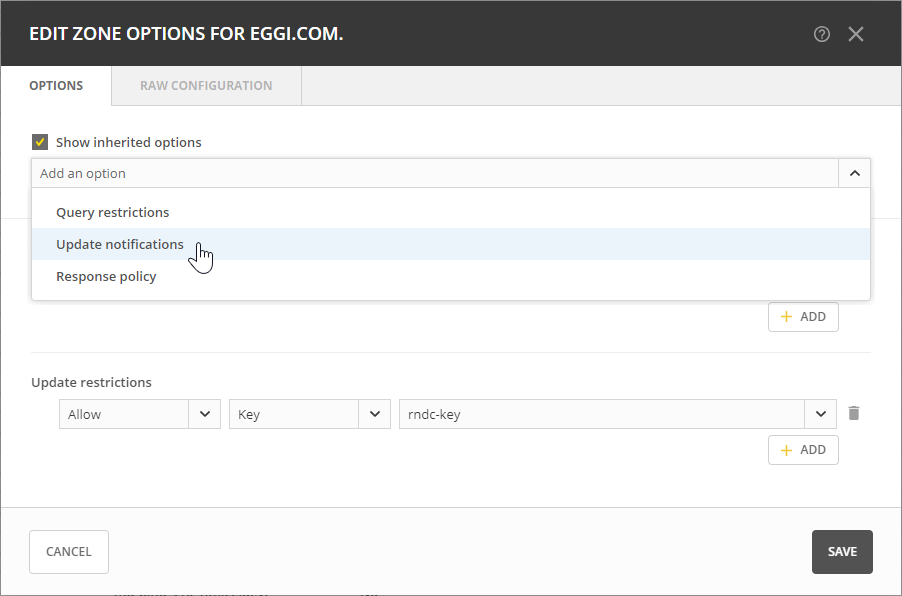 EDIT ZONE OPTIONS FOR EGGI.COM.
OPTIONS
RAW CONFIGURATION
Show inherited options
Add an option
Query restrictions
Update notifications
Response policy
ADD
Update restrictions
Allow
Key
rndc-key
ADD
CANCEL
SAVE